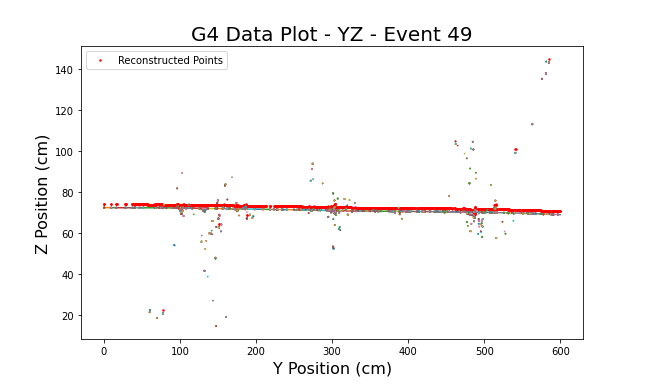 G4 Data Plot - YZ - Event 49
Reconstructed Points
Z Position (cm)
140
120
100
80
60
40
20
0 100 200 300 400 500 600
Y Position (cm)